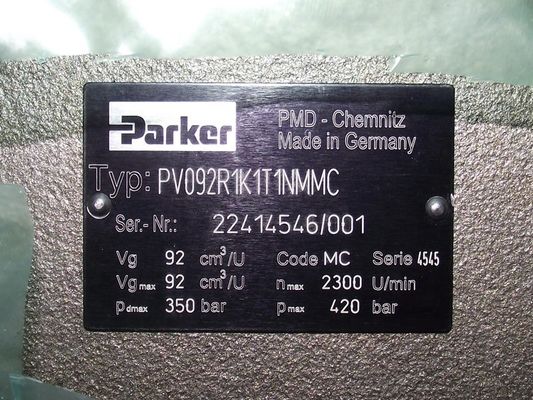 Parker
PMD - Chemnitz
Made in Germany
Typ: PV092R1K1T1NMMC
Ser.-Nr.: 22414546/001
Vg 92 cm³/U Code MC Serie 4545
Vg max 92 cm³/U n max 2300 U/min
p dmax 350 bar p max 420 bar